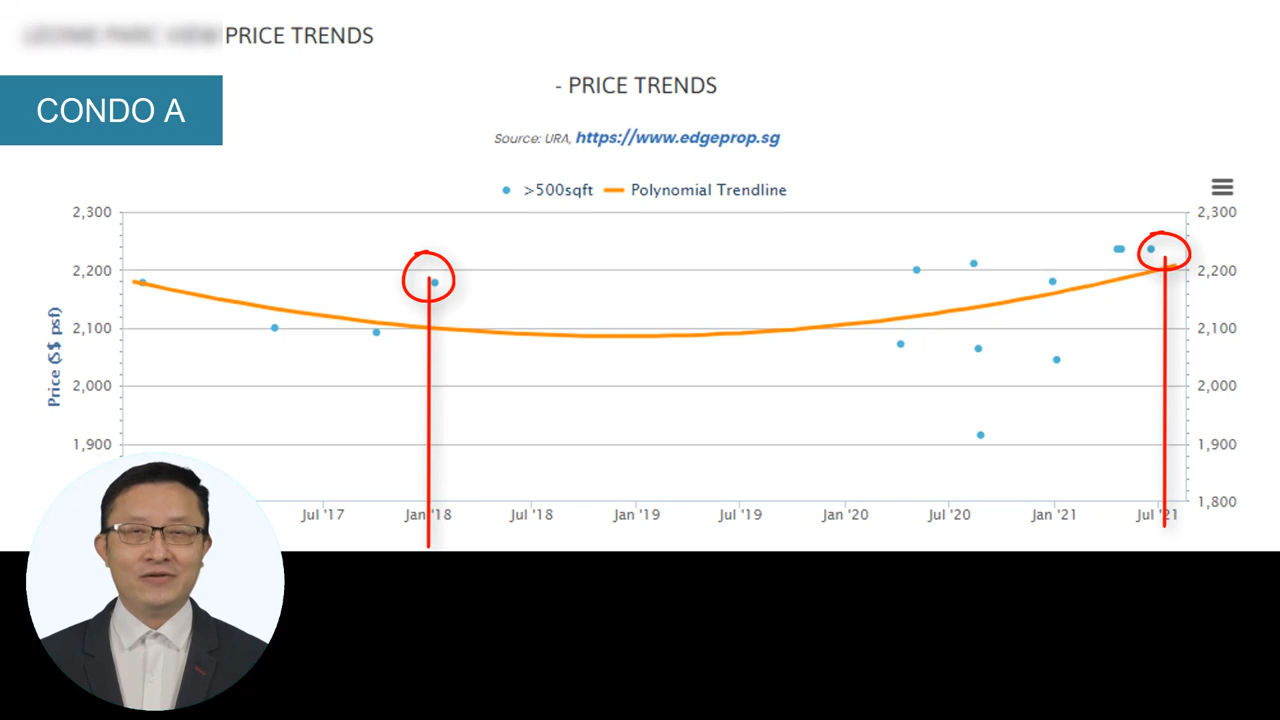 PRICE TRENDS
CONDO A
- PRICE TRENDS
Source: URA, https://www.edgeprop.sg
>500sqft Polynomial Trendline
2,300 2,300
2,200 2,200
2,100 2,100
2,000 2,000
1,900 1,900
1,800
Price (S$ psf)
Jul '17 Jan '18 Jul '18 Jan '19 Jul '19 Jan '20 Jul '20 Jan '21 Jul '21